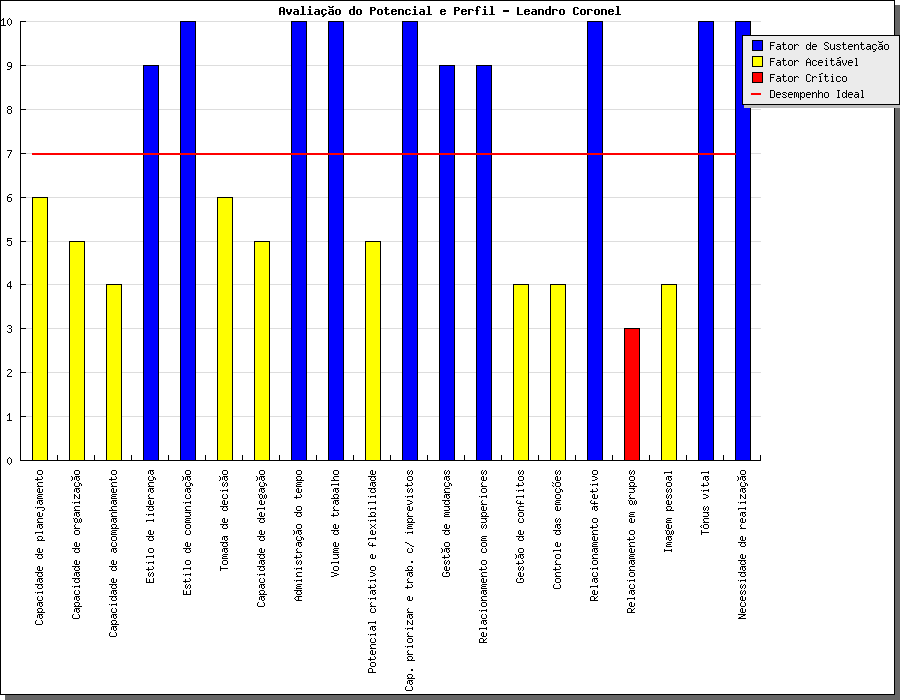 Avaliação do Potencial e Perfil - Leandro Coronel
Fator de Sustentação
Fator Aceitável
Fator Crítico
Desempenho Ideal
10
9
8
7
6
5
4
3
2
1
0
Capacidade de planejamento
Capacidade de organização
Capacidade de acompanhamento
Estilo de liderança
Estilo de comunicação
Tomada de decisão
Capacidade de delegação
Administração do tempo
Volume de trabalho
Potencial criativo e flexibilidade
Cap. priorizar e trab. c/ imprevistos
Gestão de mudanças
Relacionamento com superiores
Gestão de conflitos
Controle das emoções
Relacionamento afetivo
Relacionamento em grupos
Imagem pessoal
Tônus vital
Necessidade de realização